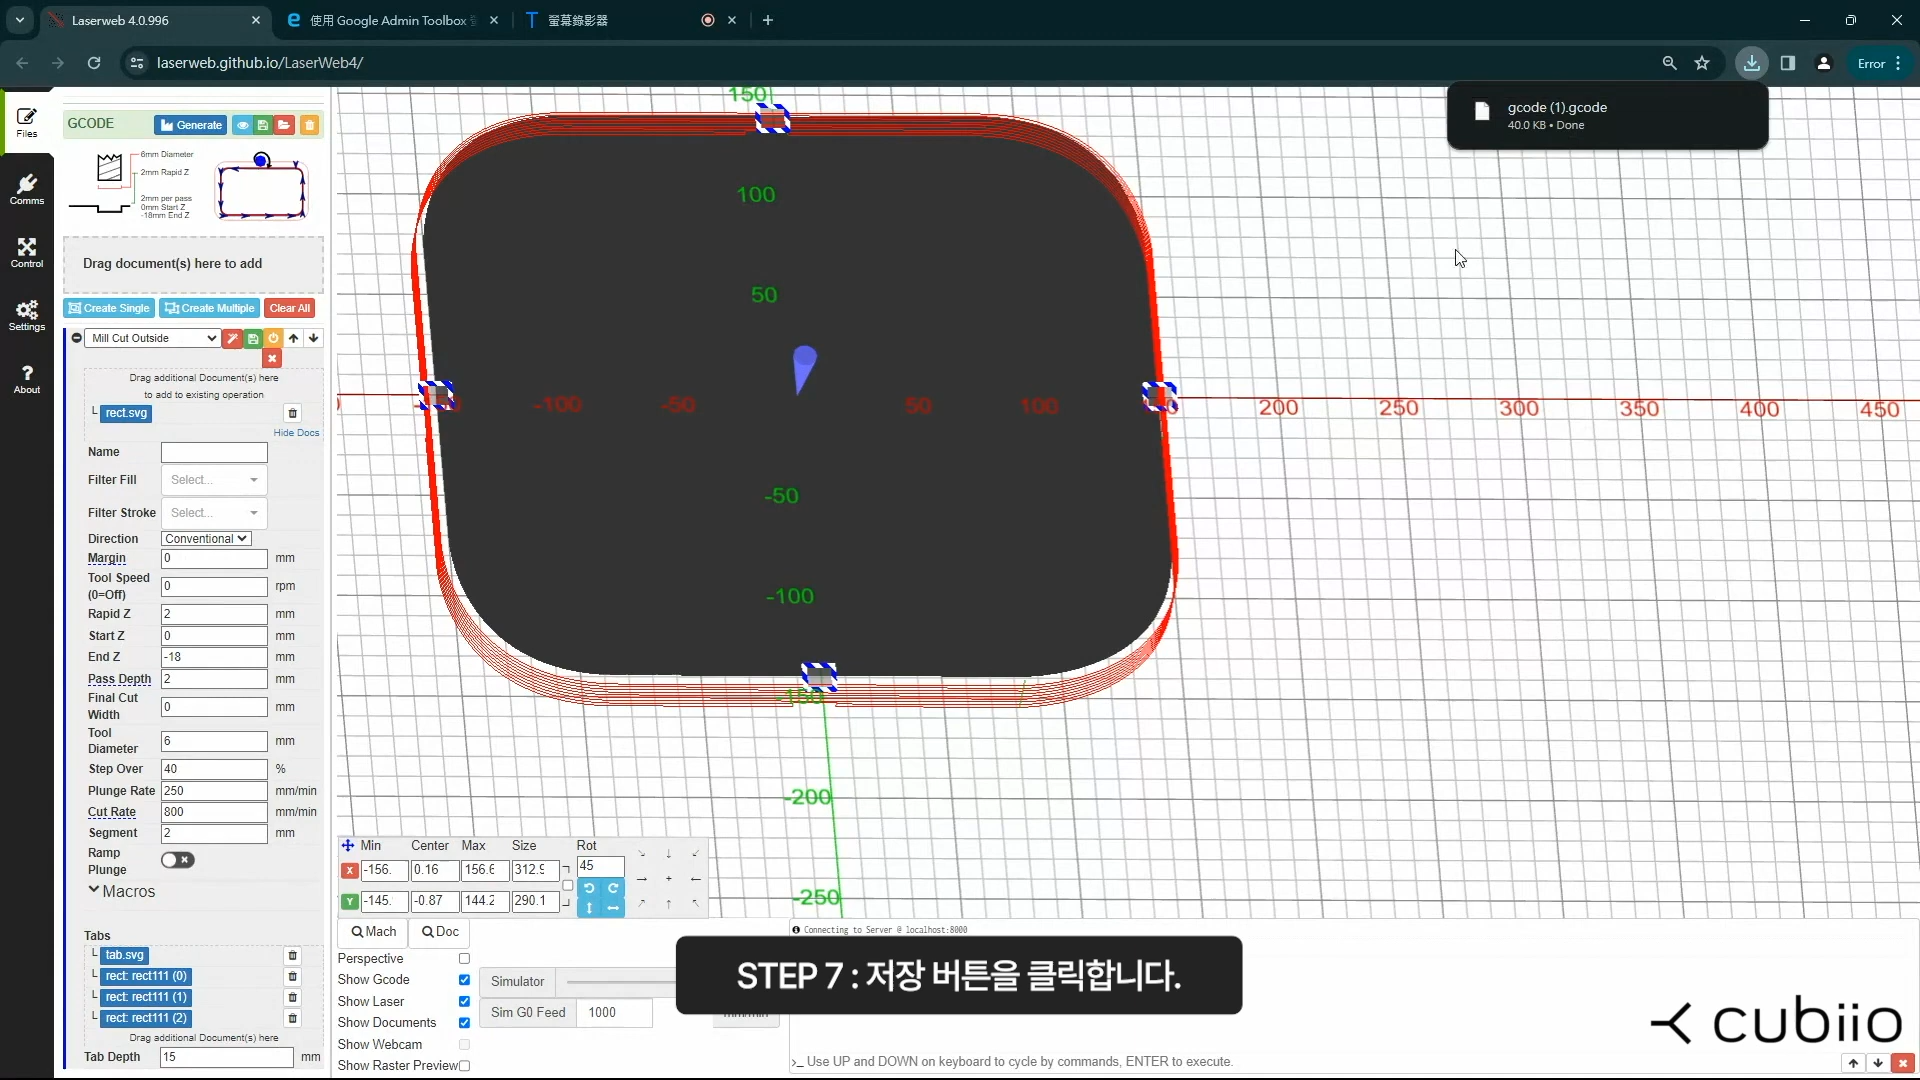 Laserweb 4.0.996
使用 Google Admin Toolbox
螢幕錄影器
laserweb.github.io/LaserWeb4/
Error
gcode (1).gcode
40.0 KB • Done
Files
Comms
Control
Settings
About
GCODE
Generate
6mm Diameter
2mm Rapid Z
2mm per pass
0mm Start Z
-18mm End Z
Drag document(s) here to add
Create Single
Create Multiple
Clear All
Mill Cut Outside
Drag additional Document(s) here
to add to existing operation
rect.svg
Hide Docs
Name
Filter Fill
Select...
Filter Stroke
Select...
Direction
Conventional
Margin
0
mm
Tool Speed
(0=Off)
0
rpm
Rapid Z
2
mm
Start Z
0
mm
End Z
-18
mm
Pass Depth
2
mm
Final Cut
Width
0
mm
Tool
Diameter
6
mm
Step Over
40
%
Plunge Rate
250
mm/min
Cut Rate
800
mm/min
Segment
2
mm
Ramp
Plunge
Macros
Tabs
tab.svg
rect: rect111 (0)
rect: rect111 (1)
rect: rect111 (2)
Drag additional Document(s) here
Tab Depth
15
mm
150
100
50
-100
-50
50
100
200
250
300
350
400
450
-50
-100
-150
-200
-250
Min
Center
Max
Size
Rot
X
-156.
0.16
156.6
312.9
45
Y
-145.
-0.87
144.2
290.1
Mach
Doc
Perspective
Show Gcode
Show Laser
Show Documents
Show Webcam
Show Raster Preview
Simulator
Sim G0 Feed
1000
mm/min
Connecting to Server @ localhost:8000
STEP 7 : 저장 버튼을 클릭합니다.
cubiio
>_ Use UP and DOWN on keyboard to cycle by commands, ENTER to execute.